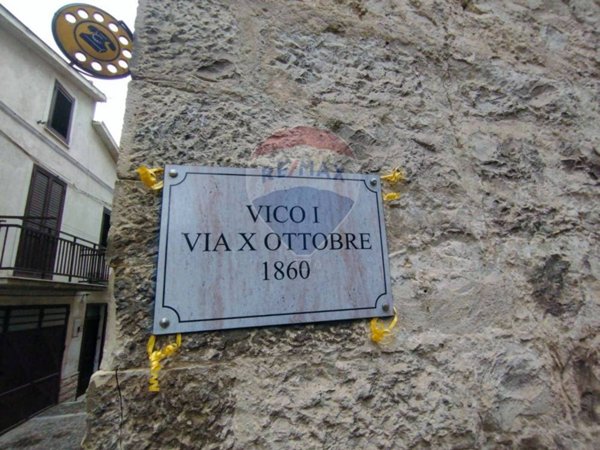 RE/MAX
VICO I
VIA X OTTOBRE
1860